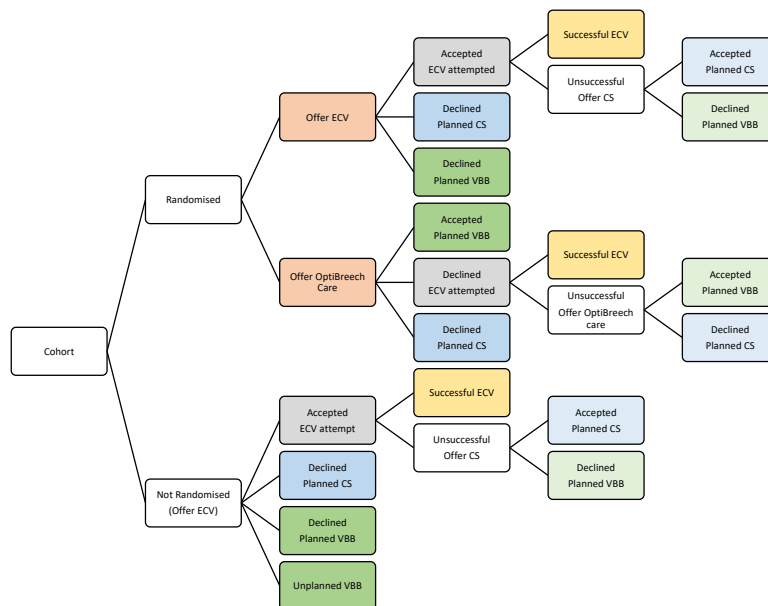 Cohort
Randomised
Offer ECV
Accepted
ECV attempted
Successful ECV
Unsuccessful
Offer CS
Accepted
Planned CS
Declined
Planned VBB
Declined
Planned CS
Declined
Planned VBB
Offer OptiBreech
Care
Accepted
Planned VBB
Declined
ECV attempted
Successful ECV
Unsuccessful
Offer OptiBreech
care
Accepted
Planned VBB
Declined
Planned CS
Declined
Planned CS
Not Randomised
(Offer ECV)
Accepted
ECV attempt
Successful ECV
Unsuccessful
Offer CS
Accepted
Planned CS
Declined
Planned VBB
Declined
Planned CS
Declined
Planned VBB
Unplanned VBB